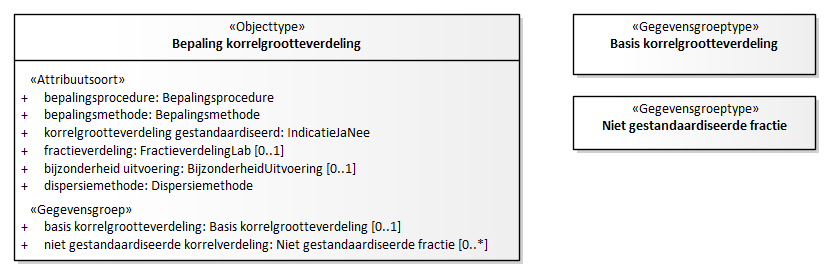 «Objecttype»
Bepaling korrelgrootteverdeling
«Attribuutsoort»
+ bepalingsprocedure: Bepalingsprocedure
+ bepalingsmethode: Bepalingsmethode
+ korrelgrootteverdeling gestandaardiseerd: IndicatieJaNee
+ fractieverdeling: FractieverdelingLab [0..1]
+ bijzonderheid uitvoering: BijzonderheidUitvoering [0..1]
+ dispersiemethode: Dispersiemethode
«Gegevensgroep»
+ basis korrelgrootteverdeling: Basis korrelgrootteverdeling [0..1]
+ niet gestandaardiseerde korrelverdeling: Niet gestandaardiseerde fractie [0..*]
«Gegevensgroeptype»
Basis korrelgrootteverdeling
«Gegevensgroeptype»
Niet gestandaardiseerde fractie